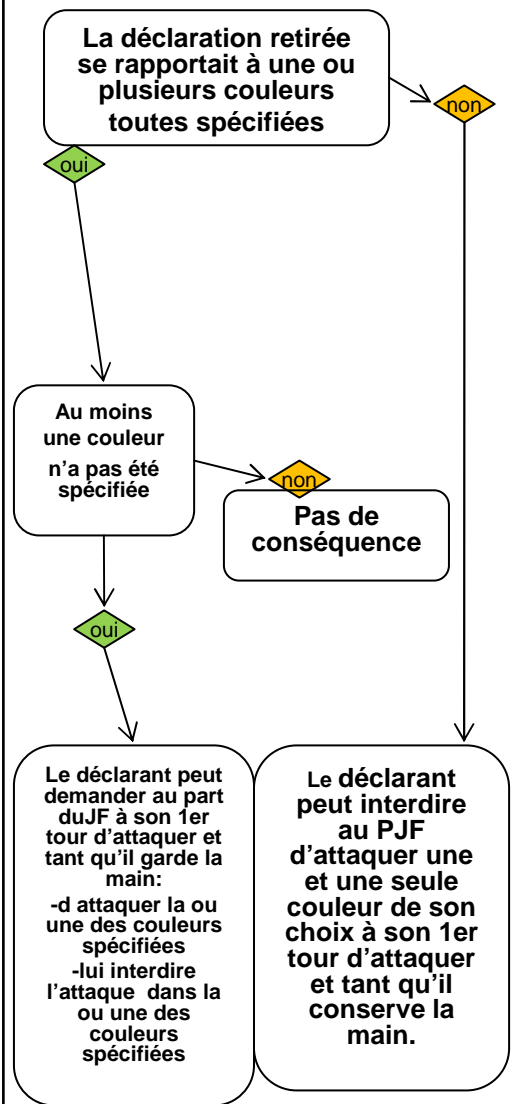 La déclaration retirée
se rapportait à une ou
plusieurs couleurs
toutes spécifiées
non
oui
Au moins
une couleur
n'a pas été
spécifiée
non
Pas de
conséquence
oui
Le déclarant peut
demander au part
duJF à son 1er
tour d'attaquer et
tant qu'il garde la
main:
-d attaquer la ou
une des couleurs
spécifiées
-lui interdire
l'attaque dans la
ou une des
couleurs
spécifiées
Le déclarant
peut interdire
au PJF
d'attaquer une
et une seule
couleur de son
choix à son 1er
tour d'attaquer
et tant qu'il
conserve la
main.